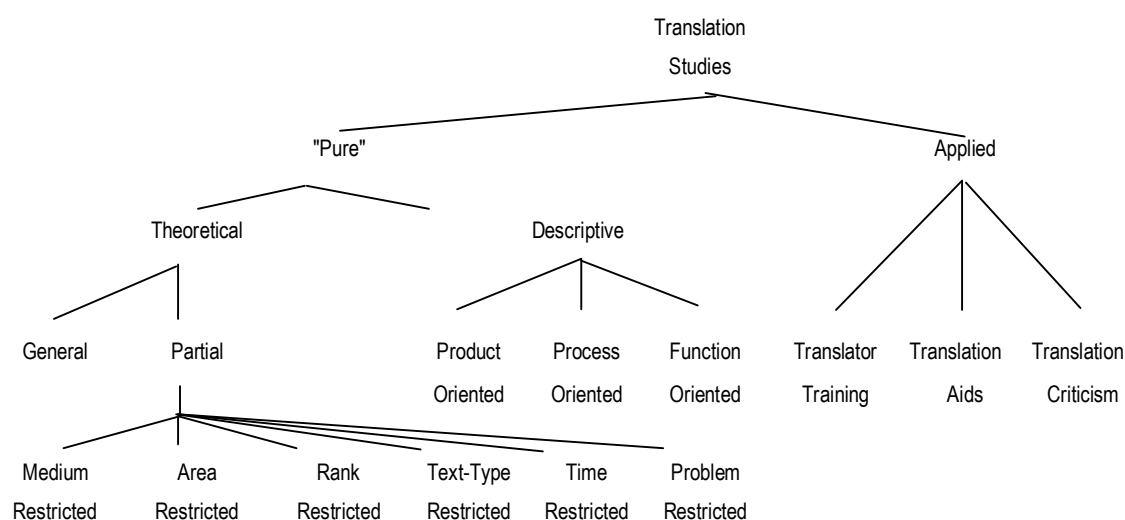 Translation
Studies
"Pure" Applied
Theoretical Descriptive
General Partial Product Process Function Translator Translation Translation
Oriented Oriented Oriented Training Aids Criticism
Medium Area Rank Text-Type Time Problem
Restricted Restricted Restricted Restricted Restricted Restricted